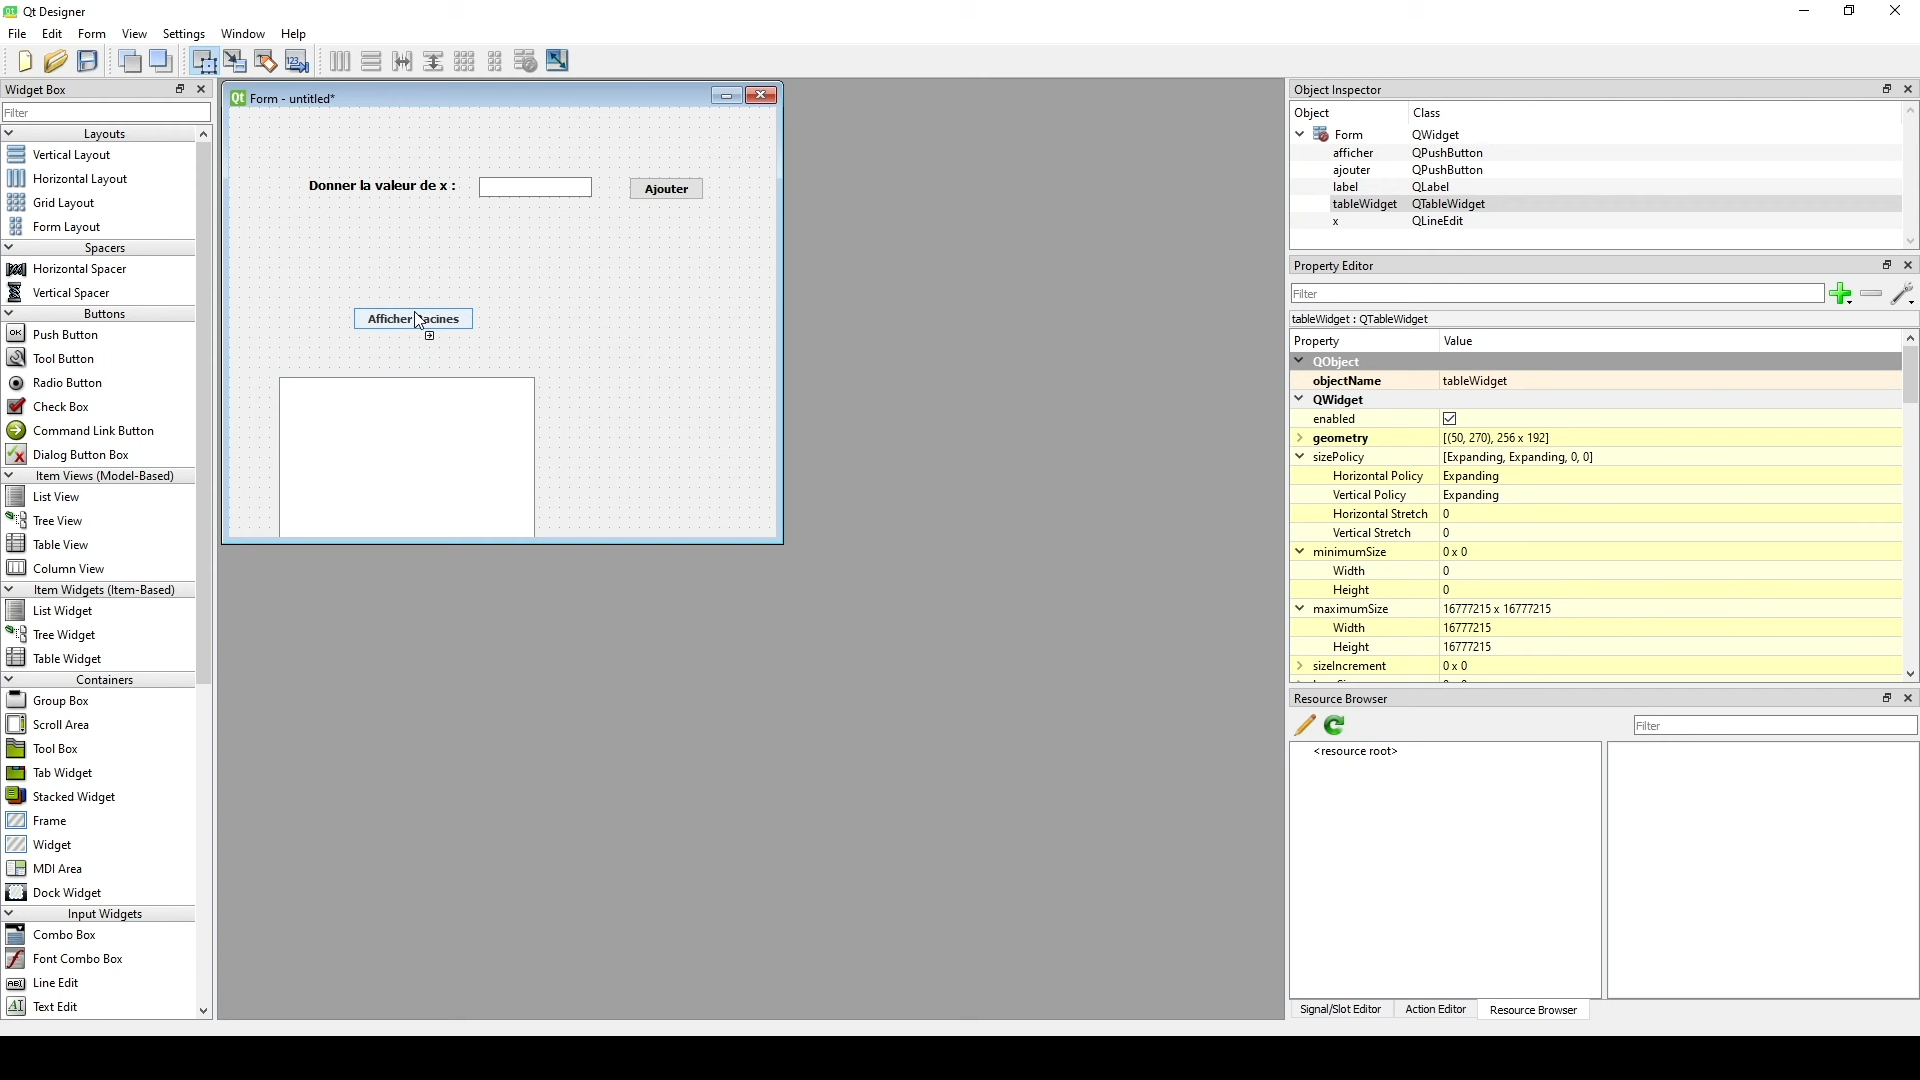 Qt Designer
File Edit Form View Settings Window Help
Widget Box
Filter
Layouts
Vertical Layout
Horizontal Layout
Grid Layout
Form Layout
Spacers
Horizontal Spacer
Vertical Spacer
Buttons
Push Button
Tool Button
Radio Button
Check Box
Command Link Button
Dialog Button Box
Item Views (Model-Based)
List View
Tree View
Table View
Column View
Item Widgets (Item-Based)
List Widget
Tree Widget
Table Widget
Containers
Group Box
Scroll Area
Tool Box
Tab Widget
Stacked Widget
Frame
Widget
MDI Area
Dock Widget
Input Widgets
Combo Box
Font Combo Box
Line Edit
Text Edit
Form - untitled*
Donner la valeur de x : Ajouter
Afficher racines
Object Inspector
Object Class
Form QWidget
afficher QPushButton
ajouter QPushButton
label QLabel
tableWidget QTableWidget
x QLineEdit
Property Editor
Filter
tableWidget : QTableWidget
Property Value
QObject
objectName tableWidget
QWidget
enabled
geometry [(50, 270), 256 x 192]
sizePolicy [Expanding, Expanding, 0, 0]
Horizontal Policy Expanding
Vertical Policy Expanding
Horizontal Stretch 0
Vertical Stretch 0
minimumSize 0 x 0
Width 0
Height 0
maximumSize 16777215 x 16777215
Width 16777215
Height 16777215
sizeIncrement 0 x 0
Resource Browser
Filter
<resource root>
Signal/Slot Editor Action Editor Resource Browser